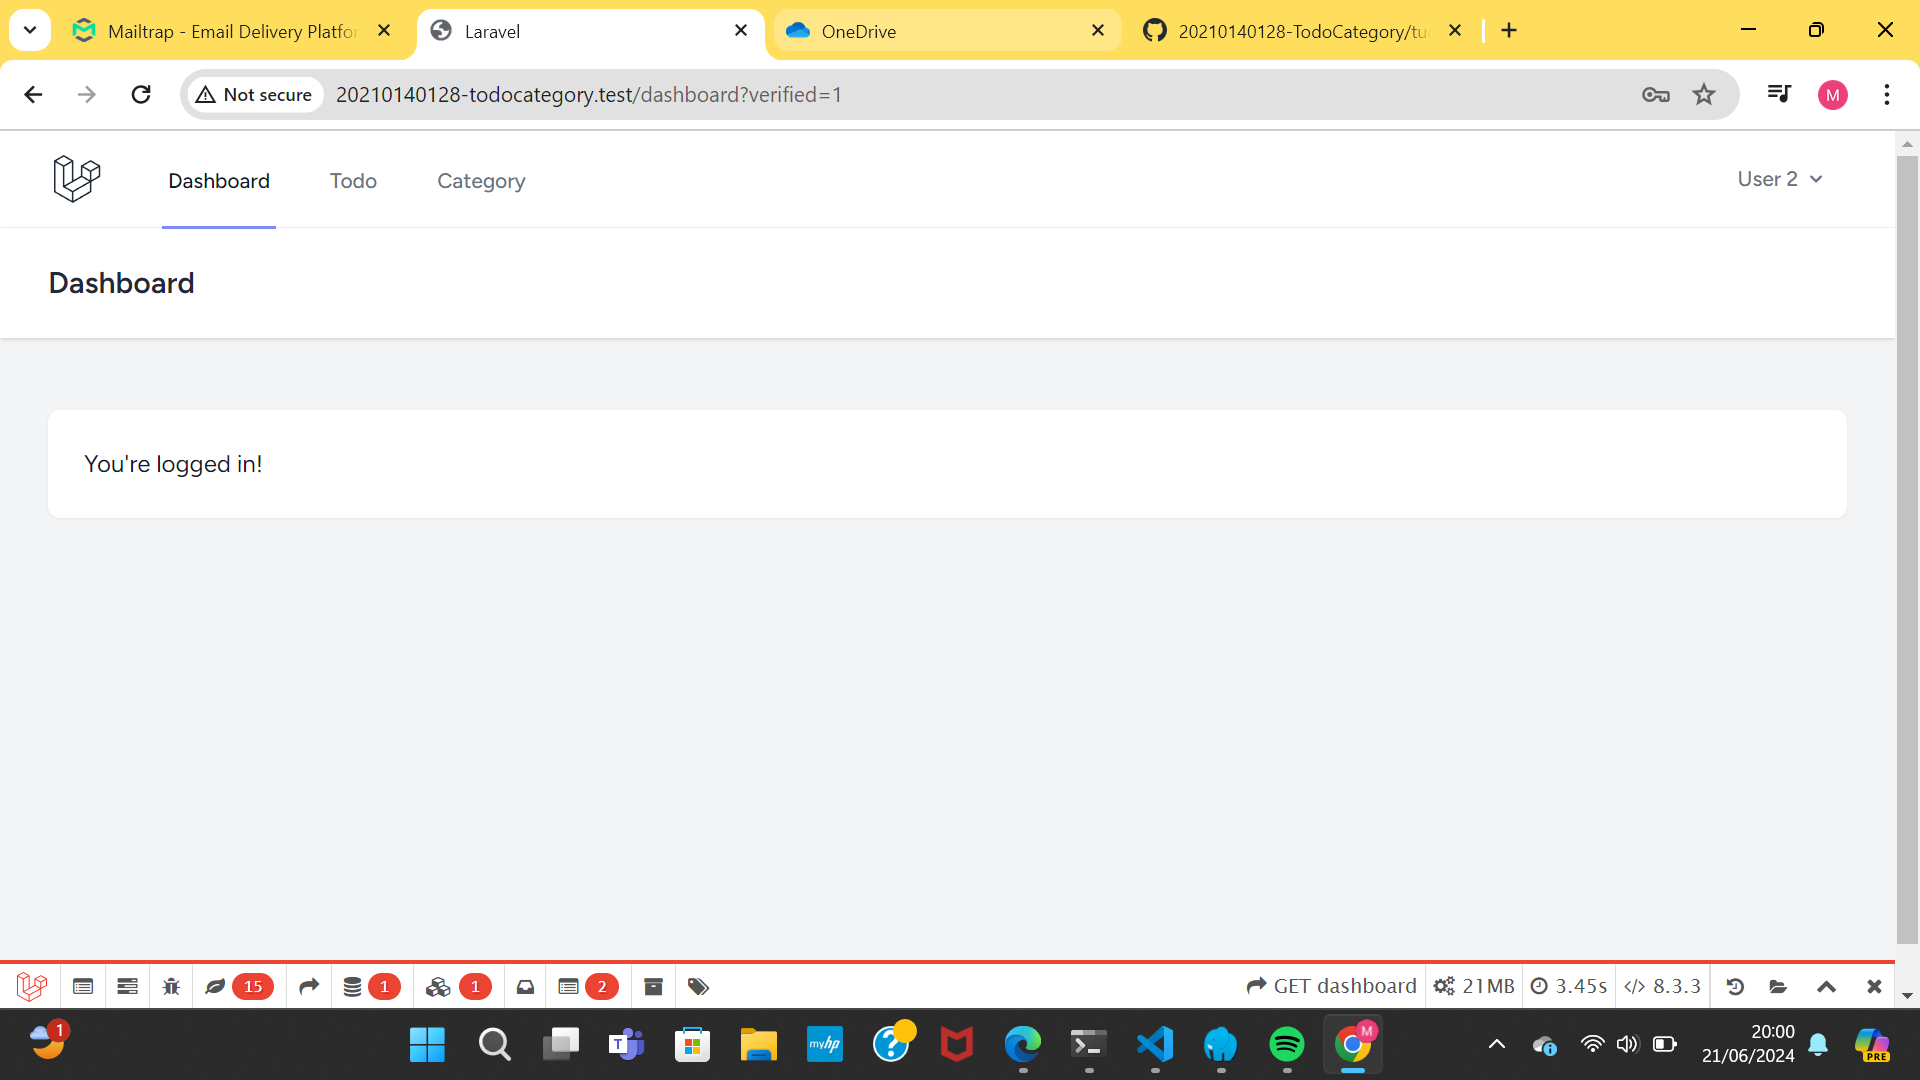 Mailtrap - Email Delivery Platfor
Laravel
OneDrive
20210140128-TodoCategory/tu
Not secure
20210140128-todocategory.test/dashboard?verified=1
M
Dashboard
Todo
Category
User 2
Dashboard
You're logged in!
15
1
1
2
GET dashboard
21MB
3.45s
8.3.3
1
T
myhp
?
M
20:00
21/06/2024
PRE